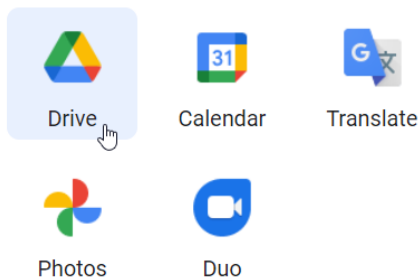 31
G 文
Drive
Calendar
Translate
Photos
Duo